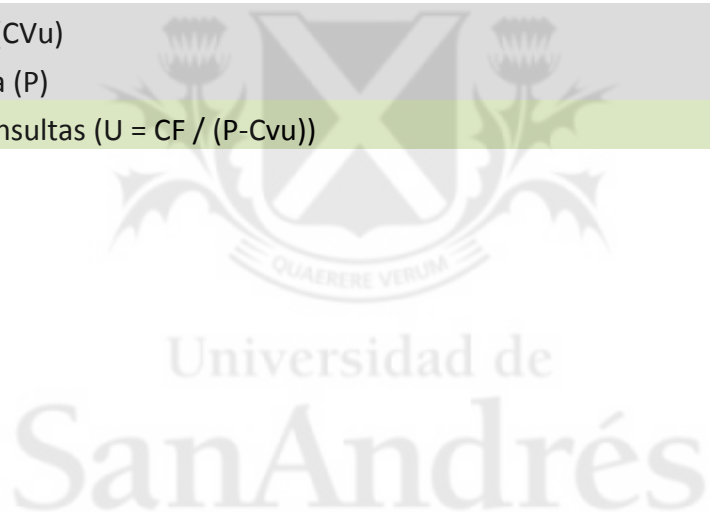 (CVu)
a (P)
nsultas (U = CF / (P-Cvu))
QUAERERE VERUM
Universidad de
SanAndrés